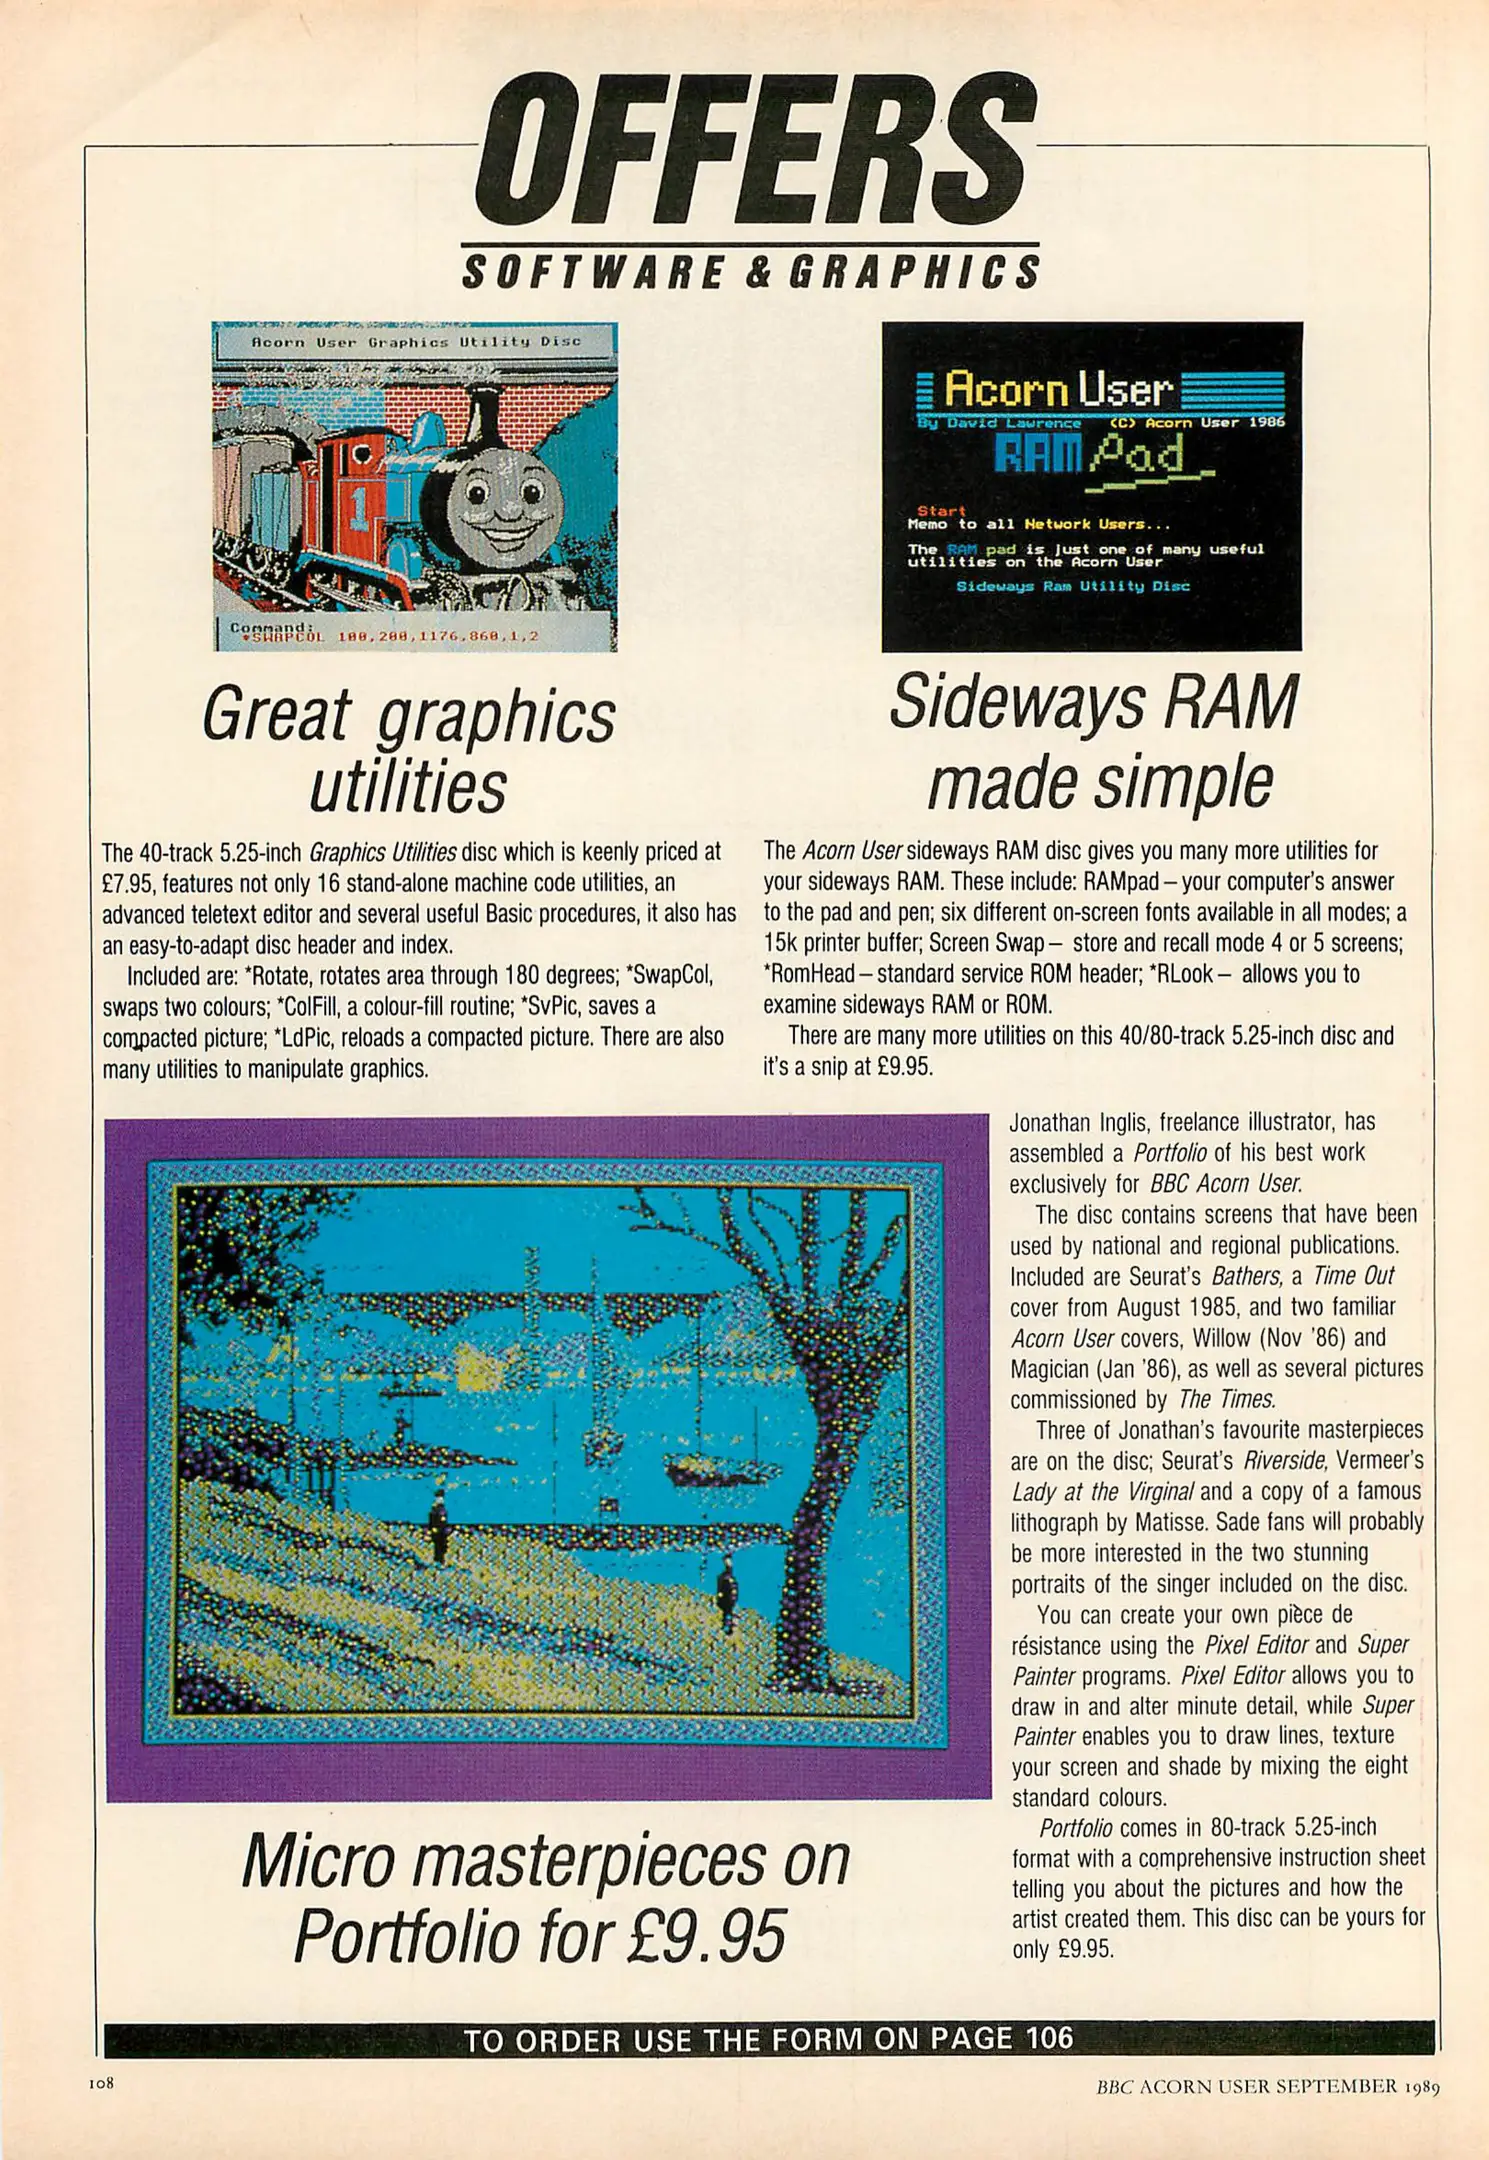 OFFERS
SOFTWARE & GRAPHICS
Acorn User Graphics Utility Disc
1
Command:
*SWAPCOL 100,200,1176,860,1,2
Acorn User
By David Lawrence (C) Acorn User 1986
RAM Pad
Start
Memo to all Network Users...
The RAM pad is just one of many useful
utilities on the Acorn User
Sideways Ram Utility Disc
Great graphics
utilities
The 40-track 5.25-inch Graphics Utilities disc which is keenly priced at
£7.95, features not only 16 stand-alone machine code utilities, an
advanced teletext editor and several useful Basic procedures, it also has
an easy-to-adapt disc header and index.
Included are: *Rotate, rotates area through 180 degrees; *SwapCol,
swaps two colours; *ColFill, a colour-fill routine; *SvPic, saves a
compacted picture; *LdPic, reloads a compacted picture. There are also
many utilities to manipulate graphics.
Sideways RAM
made simple
The Acorn User sideways RAM disc gives you many more utilities for
your sideways RAM. These include: RAMpad – your computer's answer
to the pad and pen; six different on-screen fonts available in all modes; a
15k printer buffer; Screen Swap – store and recall mode 4 or 5 screens;
*RomHead – standard service ROM header; *RLook – allows you to
examine sideways RAM or ROM.
There are many more utilities on this 40/80-track 5.25-inch disc and
it's a snip at £9.95.
Jonathan Inglis, freelance illustrator, has
assembled a Portfolio of his best work
exclusively for BBC Acorn User.
The disc contains screens that have been
used by national and regional publications.
Included are Seurat's Bathers, a Time Out
cover from August 1985, and two familiar
Acorn User covers, Willow (Nov '86) and
Magician (Jan '86), as well as several pictures
commissioned by The Times.
Three of Jonathan's favourite masterpieces
are on the disc; Seurat's Riverside, Vermeer's
Lady at the Virginal and a copy of a famous
lithograph by Matisse. Sade fans will probably
be more interested in the two stunning
portraits of the singer included on the disc.
You can create your own pièce de
résistance using the Pixel Editor and Super
Painter programs. Pixel Editor allows you to
draw in and alter minute detail, while Super
Painter enables you to draw lines, texture
your screen and shade by mixing the eight
standard colours.
Portfolio comes in 80-track 5.25-inch
format with a comprehensive instruction sheet
telling you about the pictures and how the
artist created them. This disc can be yours for
only £9.95.
Micro masterpieces on
Portfolio for £9.95
TO ORDER USE THE FORM ON PAGE 106
108
BBC ACORN USER SEPTEMBER 1989